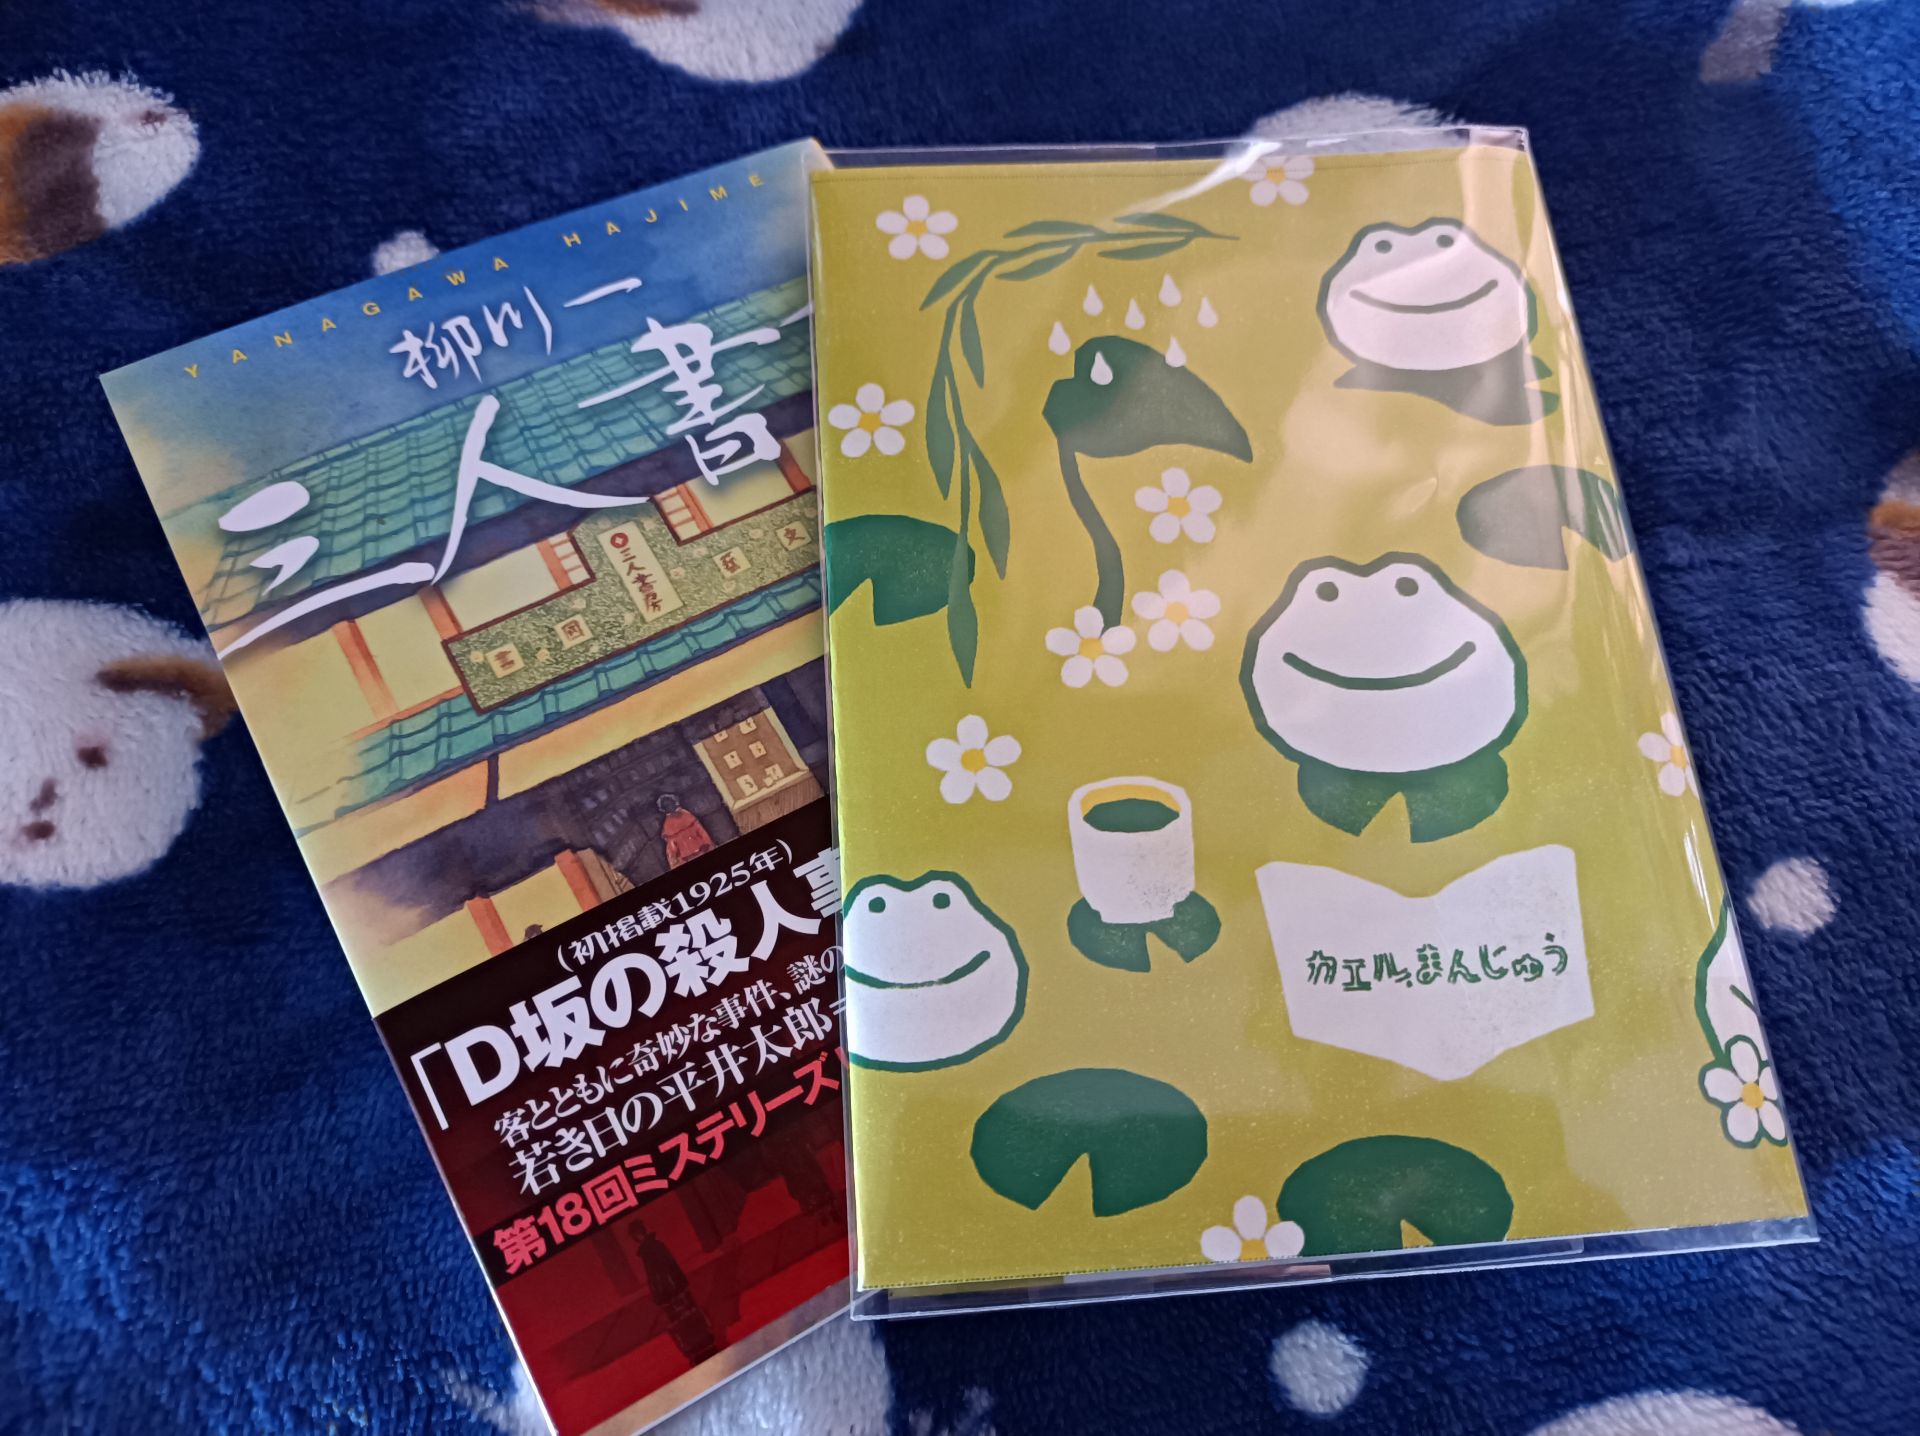 YANAGAWA HAJIME
柳川一
三人書
三人書房
書
図
文
(初掲載1925年)
「D坂の殺人事
客とともに奇妙な事件、謎の
若き日の平井太郎=
第18回ミステリーズ
カエルまんじゅう